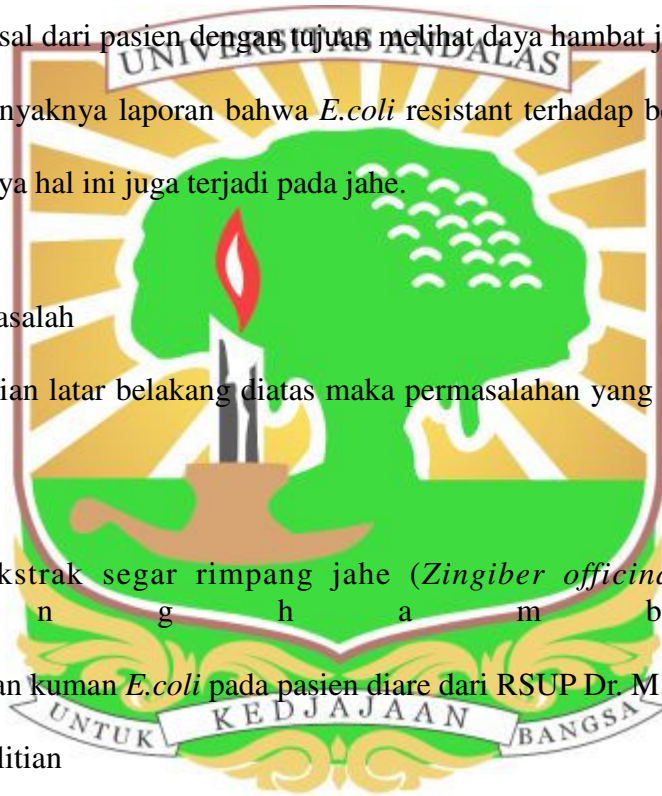 sal dari pasien dengan tujuan melihat daya hambat j
UNIVERSITAS ANDALAS
nyaknya laporan bahwa E.coli resistant terhadap be
ya hal ini juga terjadi pada jahe.
asalah
ian latar belakang diatas maka permasalahan yang
kstrak segar rimpang jahe (Zingiber officina
n g h a m b
an kuman E.coli pada pasien diare dari RSUP Dr. M
UNTUK KEDJAJAAN BANGSA
litian